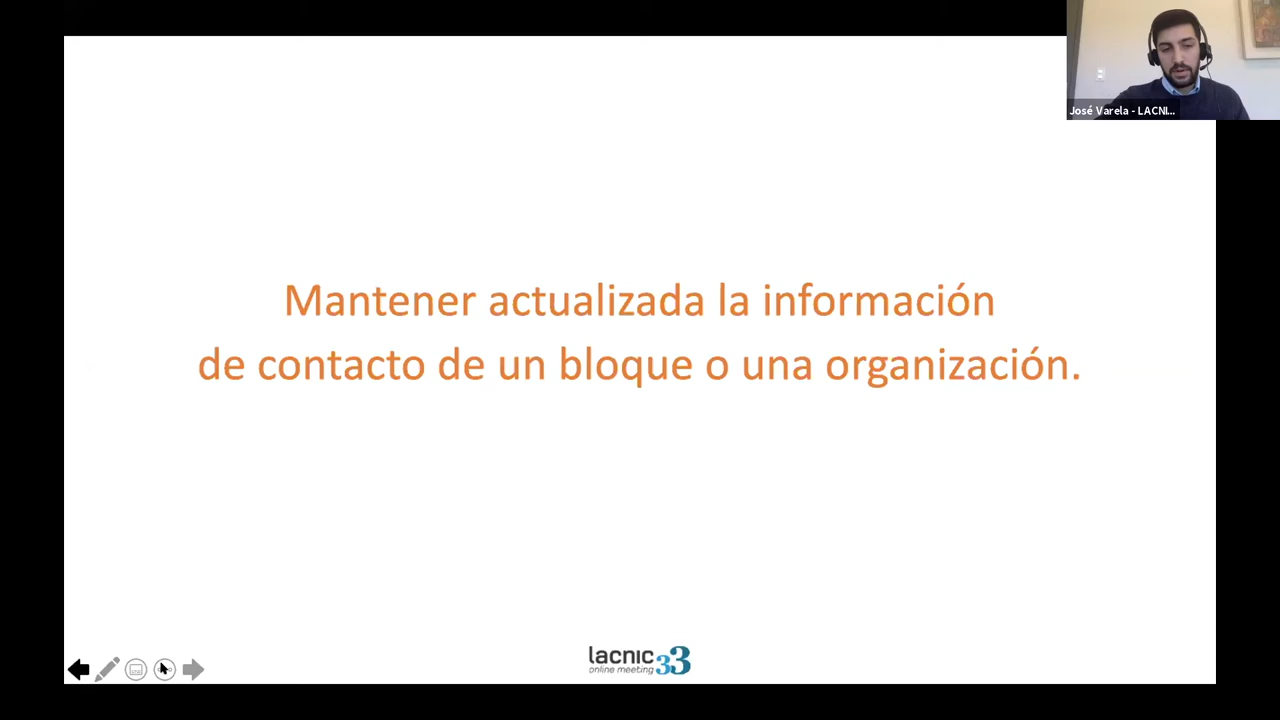 José Varela - LACNI...
Mantener actualizada la información
de contacto de un bloque o una organización.
lacnic 33
online meeting